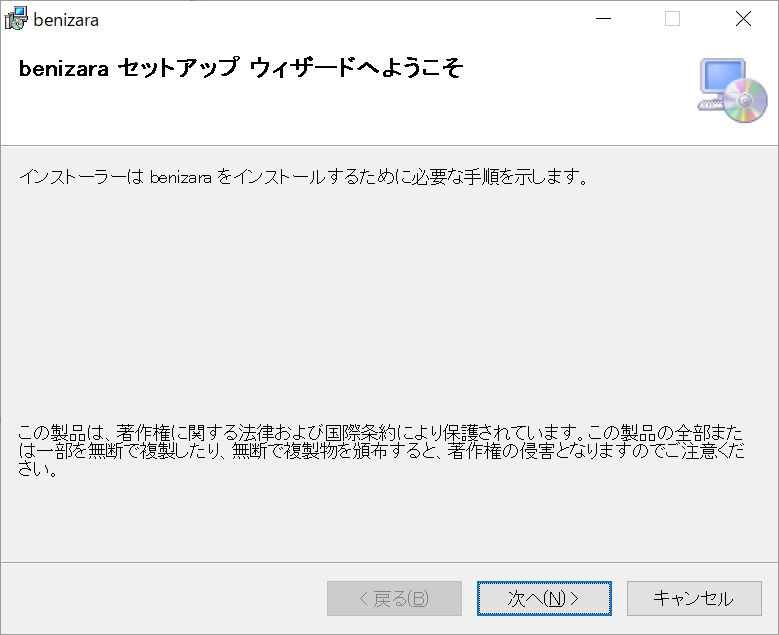 benizara
benizara セットアップ ウィザードへようこそ
インストーラーは benizara をインストールするために必要な手順を示します。
この製品は、著作権に関する法律および国際条約により保護されています。この製品の全部また
は一部を無断で複製したり、無断で複製物を頒布すると、著作権の侵害となりますのでご注意くだ
さい。
< 戻る(B)
次へ(N) >
キャンセル